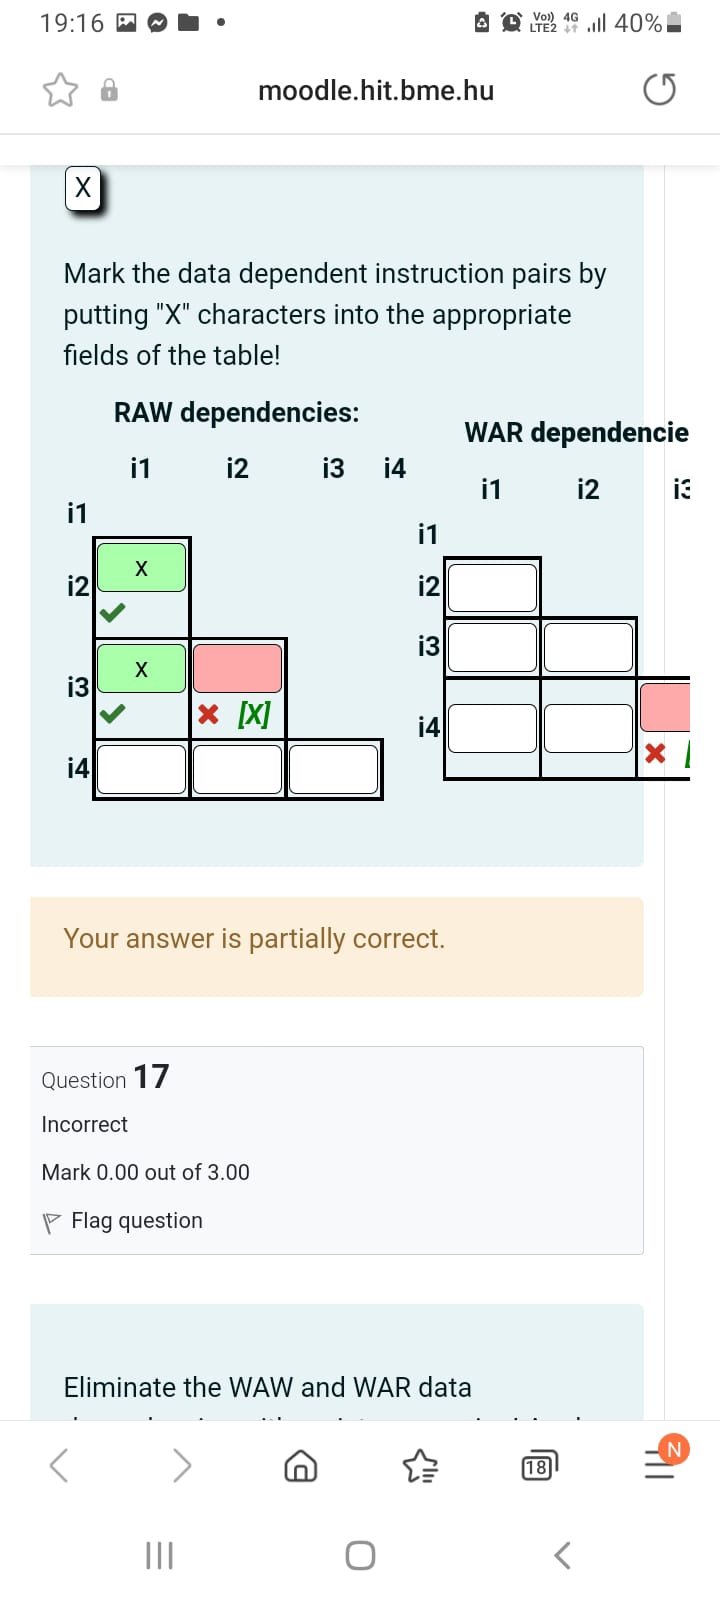 19:16
Vo)) 4G
LTE2
40%
moodle.hit.bme.hu
X
Mark the data dependent instruction pairs by
putting "X" characters into the appropriate
fields of the table!
RAW dependencies:
i1 i2 i3 i4
i1
i2 X
i3 X [X]
i4
WAR dependencie
i1 i2 i3
i1
i2
i3
i4
Your answer is partially correct.
Question 17
Incorrect
Mark 0.00 out of 3.00
Flag question
Eliminate the WAW and WAR data
18
N